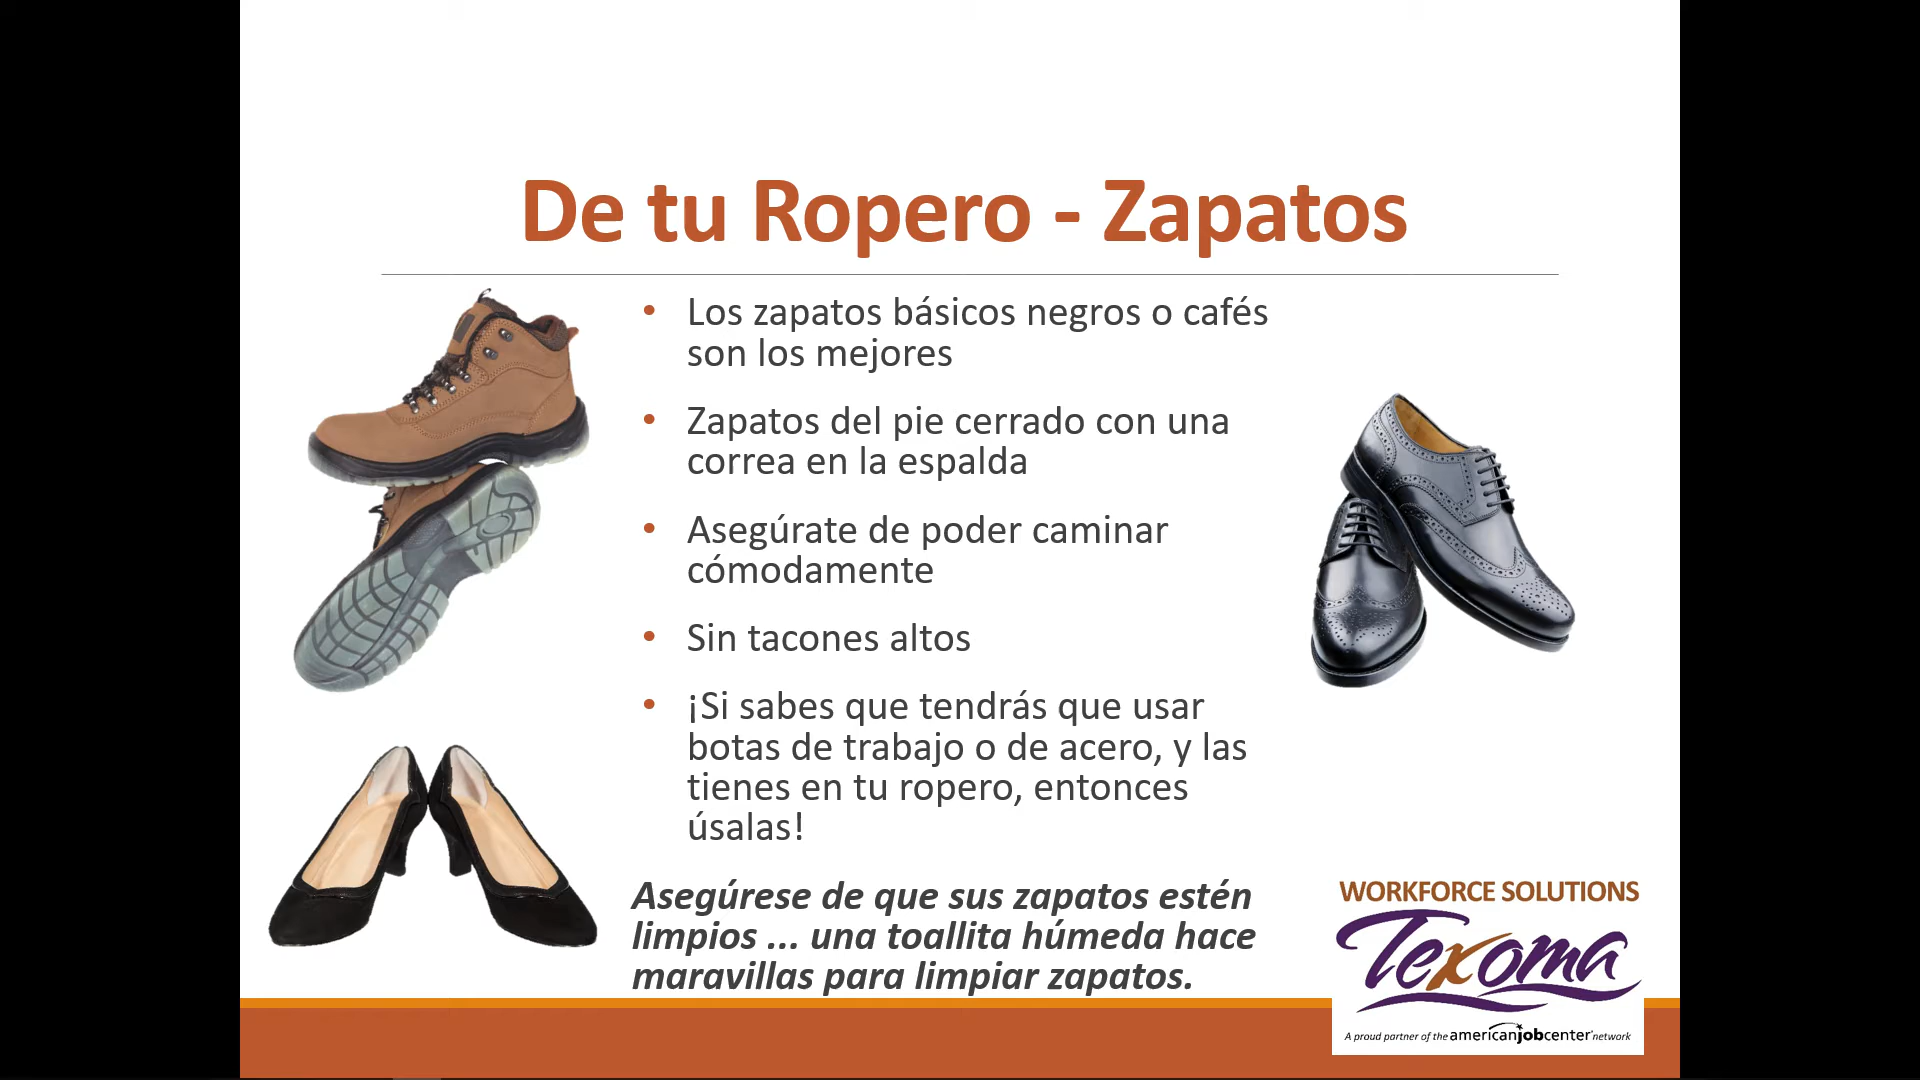 De tu Ropero - Zapatos
• Los zapatos básicos negros o cafés
son los mejores
• Zapatos del pie cerrado con una
correa en la espalda
• Asegúrate de poder caminar
cómodamente
• Sin tacones altos
• ¡Si sabes que tendrás que usar
botas de trabajo o de acero, y las
tienes en tu ropero, entonces
úsalas!
Asegúrese de que sus zapatos estén
limpios ... una toallita húmeda hace
maravillas para limpiar zapatos.
WORKFORCE SOLUTIONS
Texoma
A proud partner of the americanjobcenter® network